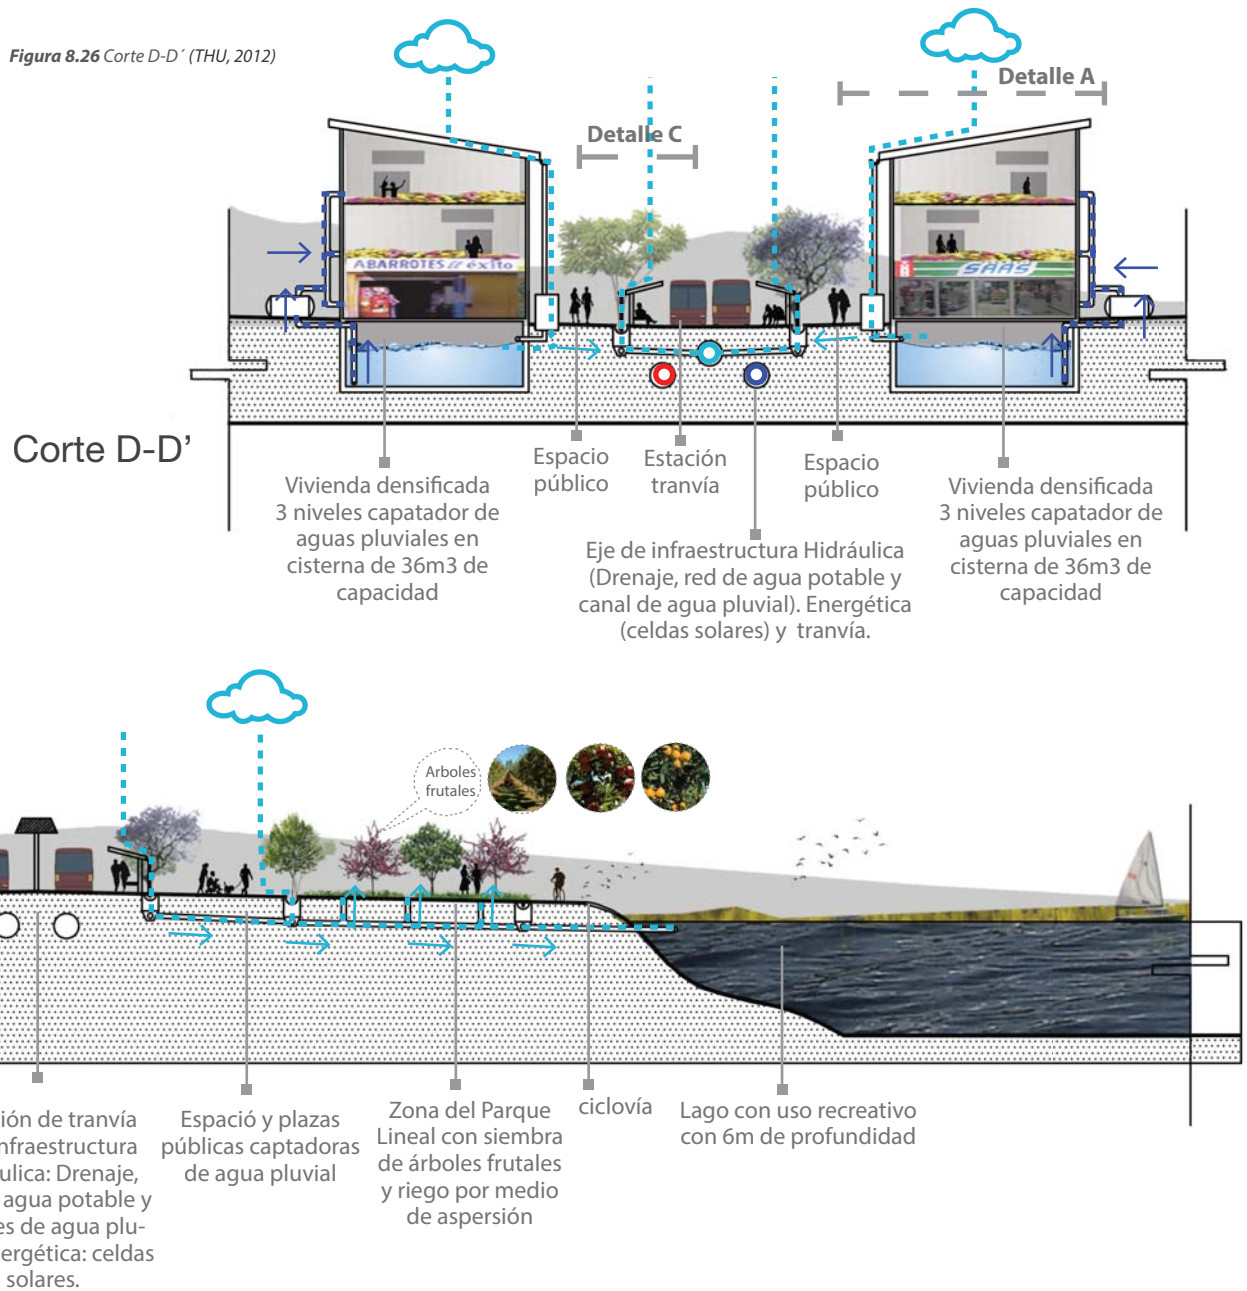 Figura 8.26 Corte D-D´ (THU, 2012)
Detalle A
Detalle C
ABARROTES el éxito
SAAS
Corte D-D’
Vivienda densificada
3 niveles capatador de
aguas pluviales en
cisterna de 36m3 de
capacidad
Espacio
público
Estación
tranvía
Espacio
público
Eje de infraestructura Hidráulica
(Drenaje, red de agua potable y
canal de agua pluvial). Energética
(celdas solares) y tranvía.
Vivienda densificada
3 niveles capatador de
aguas pluviales en
cisterna de 36m3 de
capacidad
Arboles
frutales
ión de tranvía
nfraestructura
ulica: Drenaje,
agua potable y
es de agua plu-
ergética: celdas
solares.
Espació y plazas
públicas captadoras
de agua pluvial
Zona del Parque
Lineal con siembra
de árboles frutales
y riego por medio
de aspersión
ciclovía
Lago con uso recreativo
con 6m de profundidad